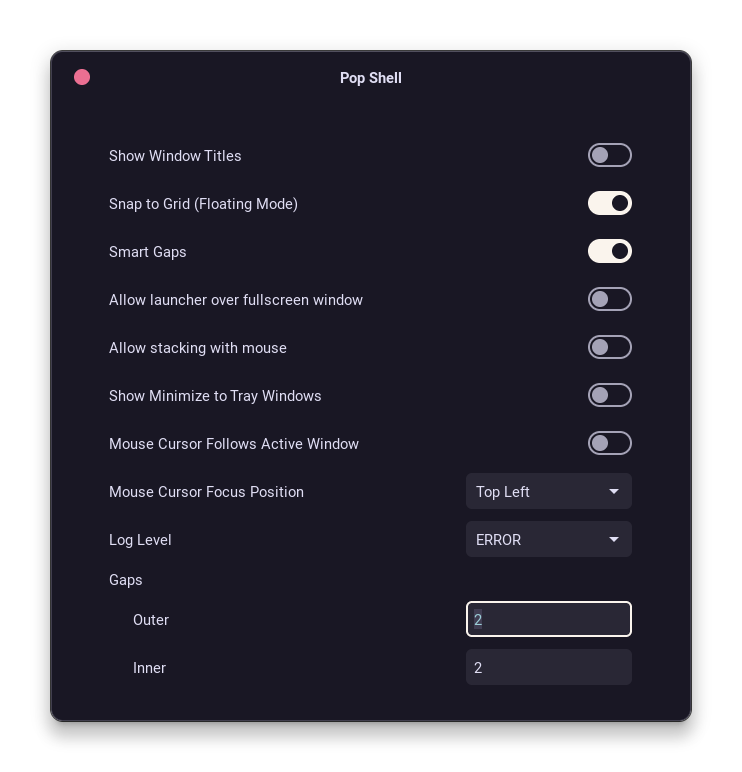 Pop Shell
Show Window Titles
Snap to Grid (Floating Mode)
Smart Gaps
Allow launcher over fullscreen window
Allow stacking with mouse
Show Minimize to Tray Windows
Mouse Cursor Follows Active Window
Mouse Cursor Focus Position Top Left
Log Level ERROR
Gaps
Outer 2
Inner 2